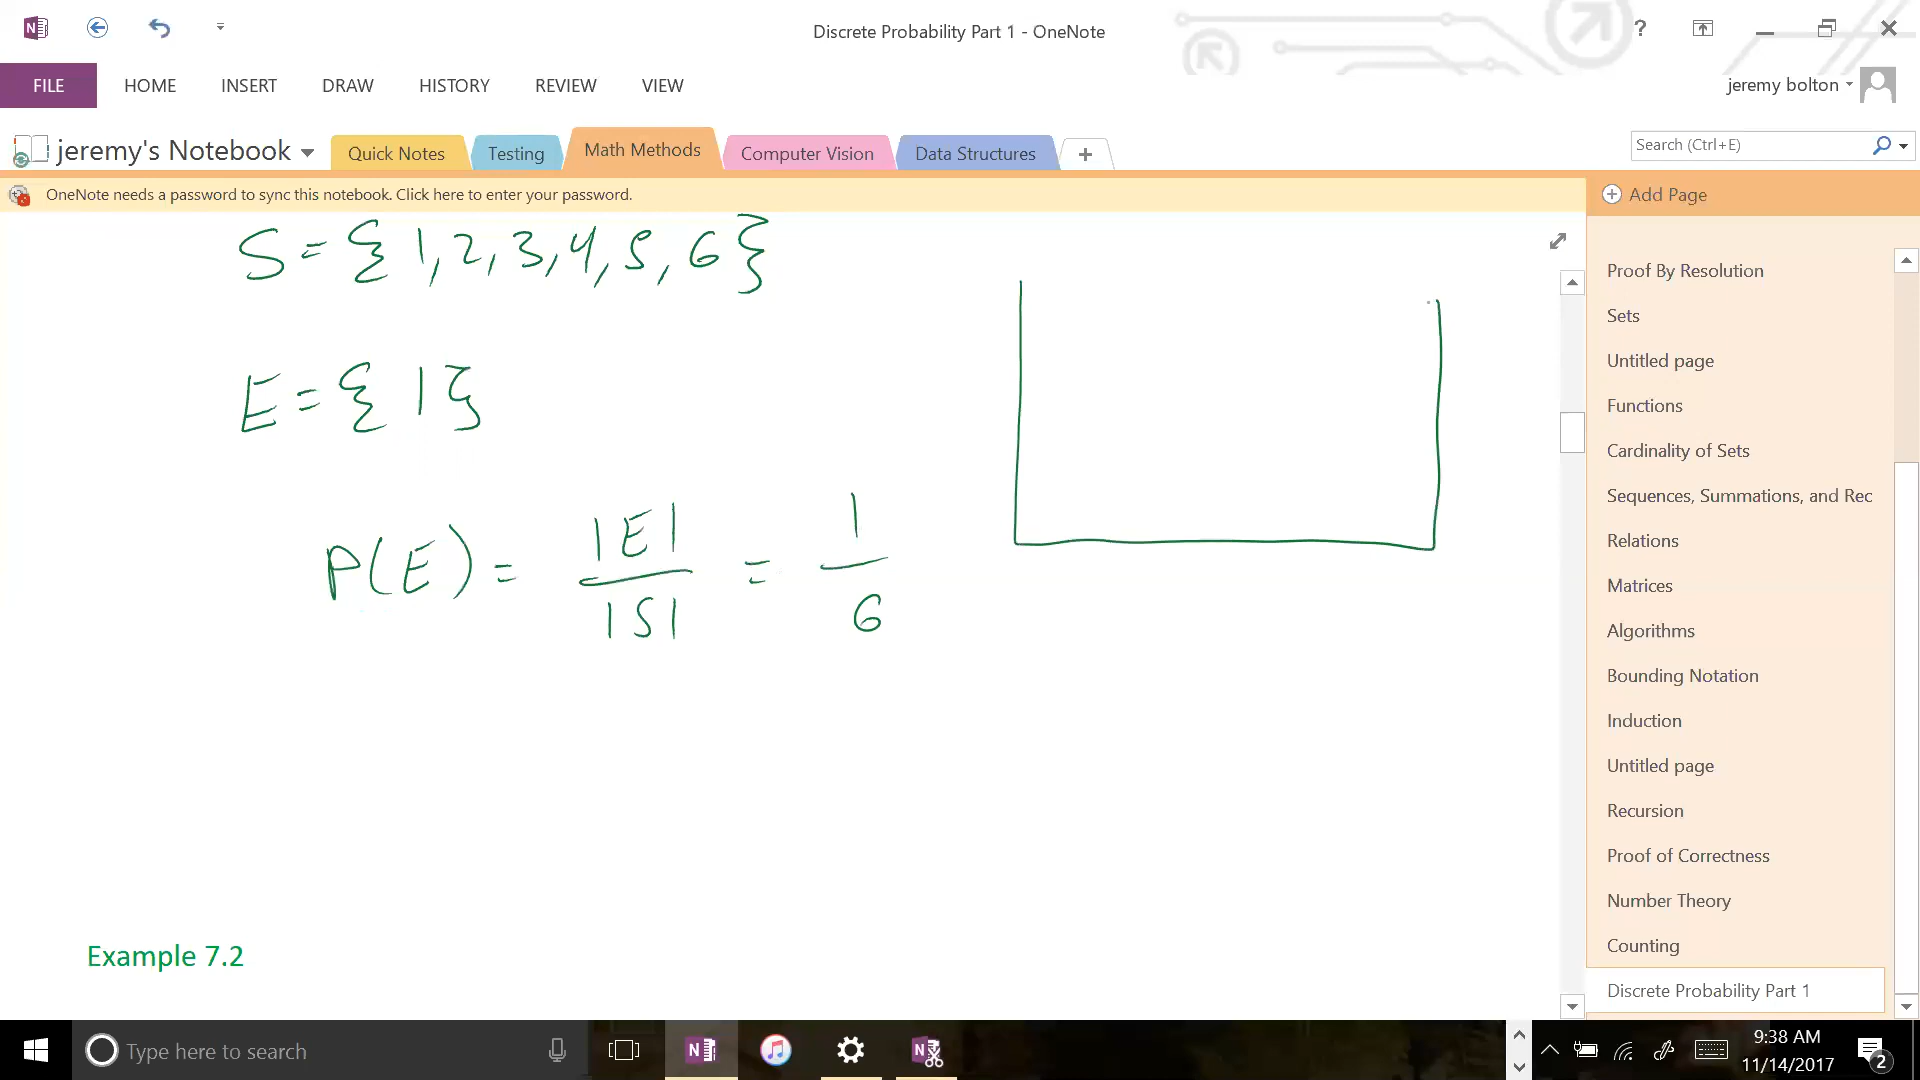 Discrete Probability Part 1 - OneNote
?
FILE HOME INSERT DRAW HISTORY REVIEW VIEW
jeremy bolton
jeremy's Notebook
Quick Notes Testing Math Methods Computer Vision Data Structures +
Search (Ctrl+E)
OneNote needs a password to sync this notebook. Click here to enter your password.
Add Page
S = { 1, 2, 3, 4, 5, 6 }
E = { 1 }
P(E) = |E| / |S| = 1 / 6
Example 7.2
Proof By Resolution
Sets
Untitled page
Functions
Cardinality of Sets
Sequences, Summations, and Rec
Relations
Matrices
Algorithms
Bounding Notation
Induction
Untitled page
Recursion
Proof of Correctness
Number Theory
Counting
Discrete Probability Part 1
Type here to search
9:38 AM
11/14/2017
2